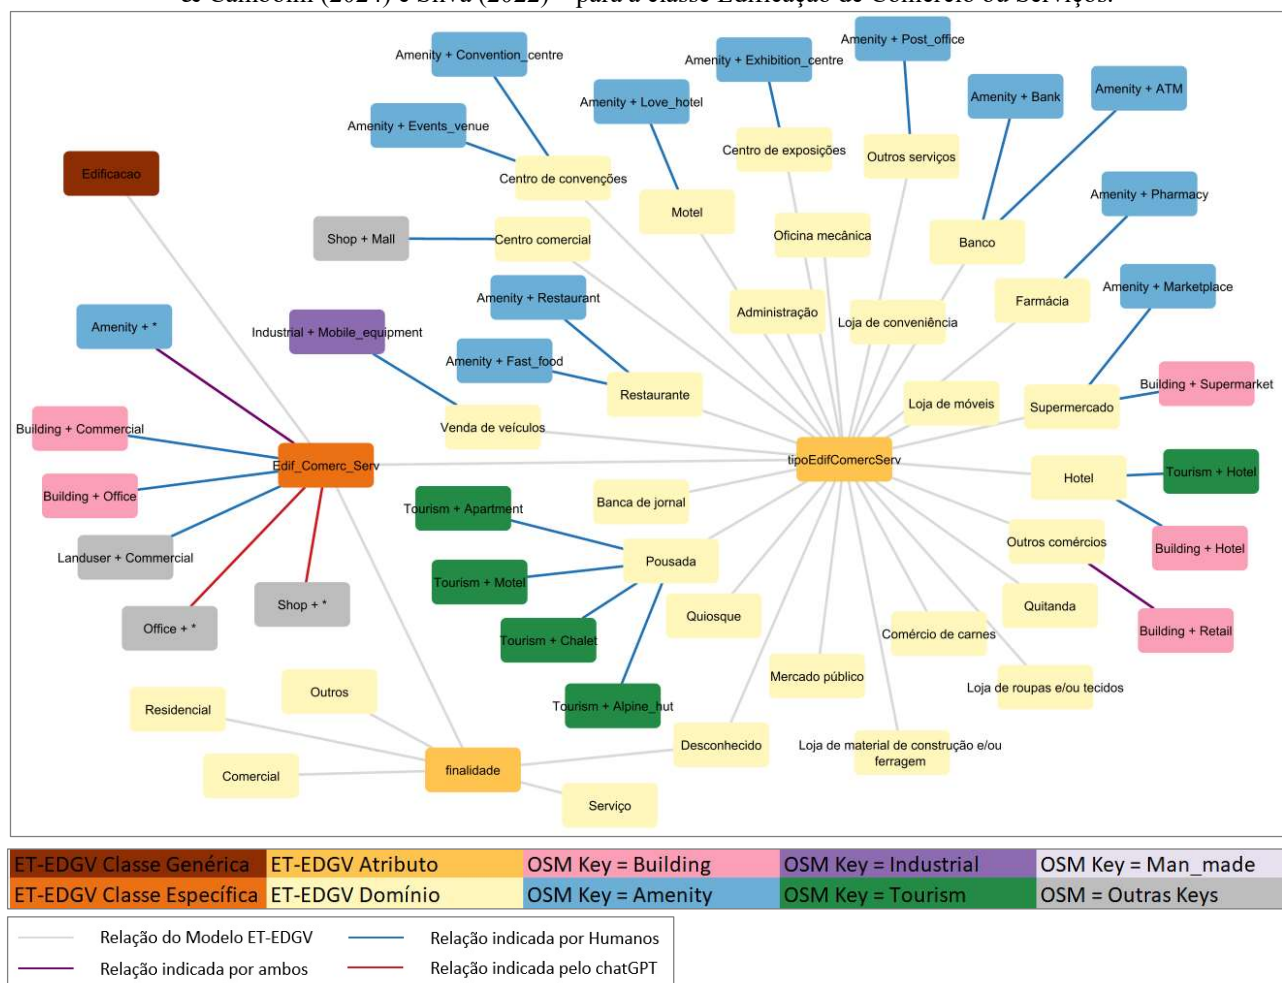 & Camboim (2024) e Silva (2022) – para a classe Edificação de Comércio ou Serviços.
Amenity + Convention_centre
Amenity + Exhibition_centre
Amenity + Post_office
Amenity + Love_hotel
Amenity + Bank
Amenity + ATM
Amenity + Events_venue
Edificacao
Centro de convenções
Centro de exposições
Outros serviços
Amenity + Pharmacy
Motel
Shop + Mall
Centro comercial
Oficina mecânica
Banco
Amenity + Restaurant
Amenity + Marketplace
Farmácia
Administração
Loja de conveniência
Amenity + *
Industrial + Mobile_equipment
Amenity + Fast_food
Restaurante
Building + Supermarket
Loja de móveis
Supermercado
Building + Commercial
Venda de veículos
Edif_Comerc_Serv
tipoEdifComercServ
Hotel
Tourism + Hotel
Building + Office
Banca de jornal
Tourism + Apartment
Outros comércios
Building + Hotel
Landuser + Commercial
Pousada
Tourism + Motel
Shop + *
Quiosque
Quitanda
Office + *
Tourism + Chalet
Comércio de carnes
Building + Retail
Mercado público
Loja de roupas e/ou tecidos
Outros
Residencial
Tourism + Alpine_hut
Desconhecido
Loja de material de construção e/ou
ferragem
Comercial
finalidade
Serviço
ET-EDGV Classe Genérica
ET-EDGV Atributo
OSM Key = Building
OSM Key = Industrial
OSM Key = Man_made
ET-EDGV Classe Específica
ET-EDGV Domínio
OSM Key = Amenity
OSM Key = Tourism
OSM = Outras Keys
Relação do Modelo ET-EDGV
Relação indicada por Humanos
Relação indicada por ambos
Relação indicada pelo chatGPT